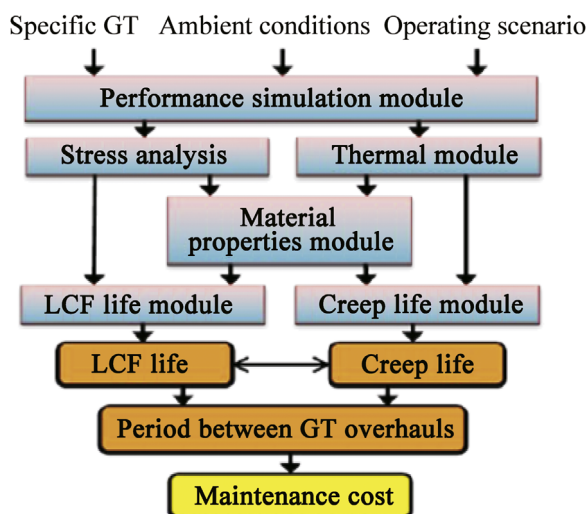 Specific GT Ambient conditions Operating scenario
Performance simulation module
Stress analysis Thermal module
Material
properties module
LCF life module Creep life module
LCF life Creep life
Period between GT overhauls
Maintenance cost